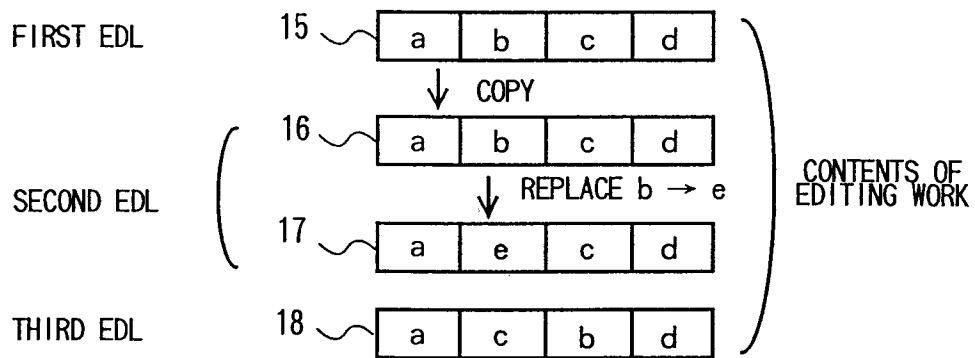 FIRST EDL 15 a b c d
COPY
16 a b c d
SECOND EDL REPLACE b → e CONTENTS OF EDITING WORK
17 a e c d
THIRD EDL 18 a c b d